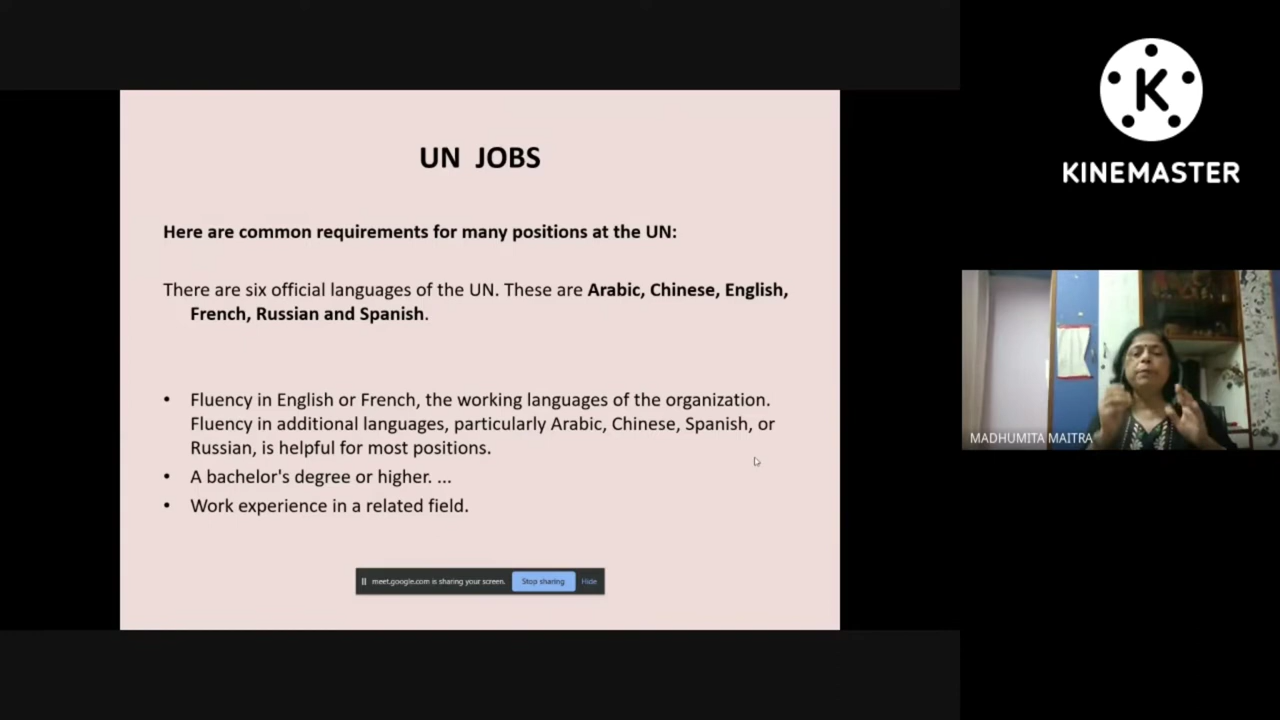 UN JOBS
Here are common requirements for many positions at the UN:
There are six official languages of the UN. These are Arabic, Chinese, English,
French, Russian and Spanish.
• Fluency in English or French, the working languages of the organization.
Fluency in additional languages, particularly Arabic, Chinese, Spanish, or
Russian, is helpful for most positions.
• A bachelor's degree or higher. ...
• Work experience in a related field.
meet.google.com is sharing your screen. Stop sharing Hide
K
KINEMASTER
MADHUMITA MAITRA